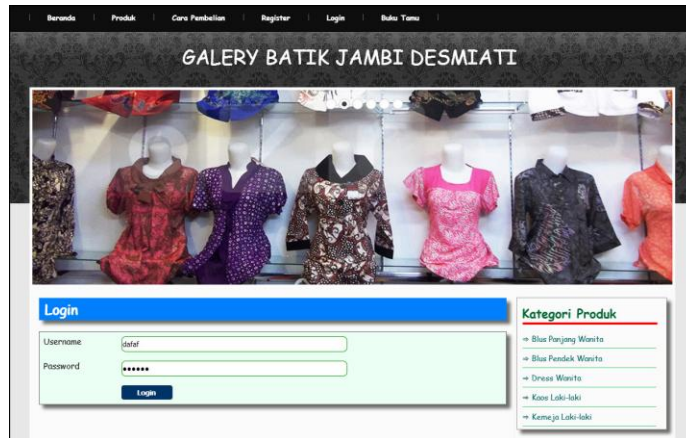 Beranda Produk Cara Pembelian Register Login Buku Tamu
GALERY BATIK JAMBI DESMIATI
Login
Username dafaf
Password ••••••
Login
Kategori Produk
⇒ Blus Panjang Wanita
⇒ Blus Pendek Wanita
⇒ Dress Wanita
⇒ Kaos Laki-laki
⇒ Kemeja Laki-laki